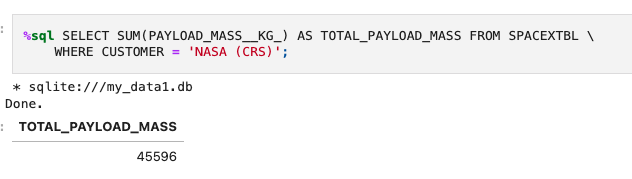 %sql SELECT SUM(PAYLOAD_MASS__KG_) AS TOTAL_PAYLOAD_MASS FROM SPACEXTBL \
WHERE CUSTOMER = 'NASA (CRS)';
* sqlite:///my_data1.db
Done.
TOTAL_PAYLOAD_MASS
45596